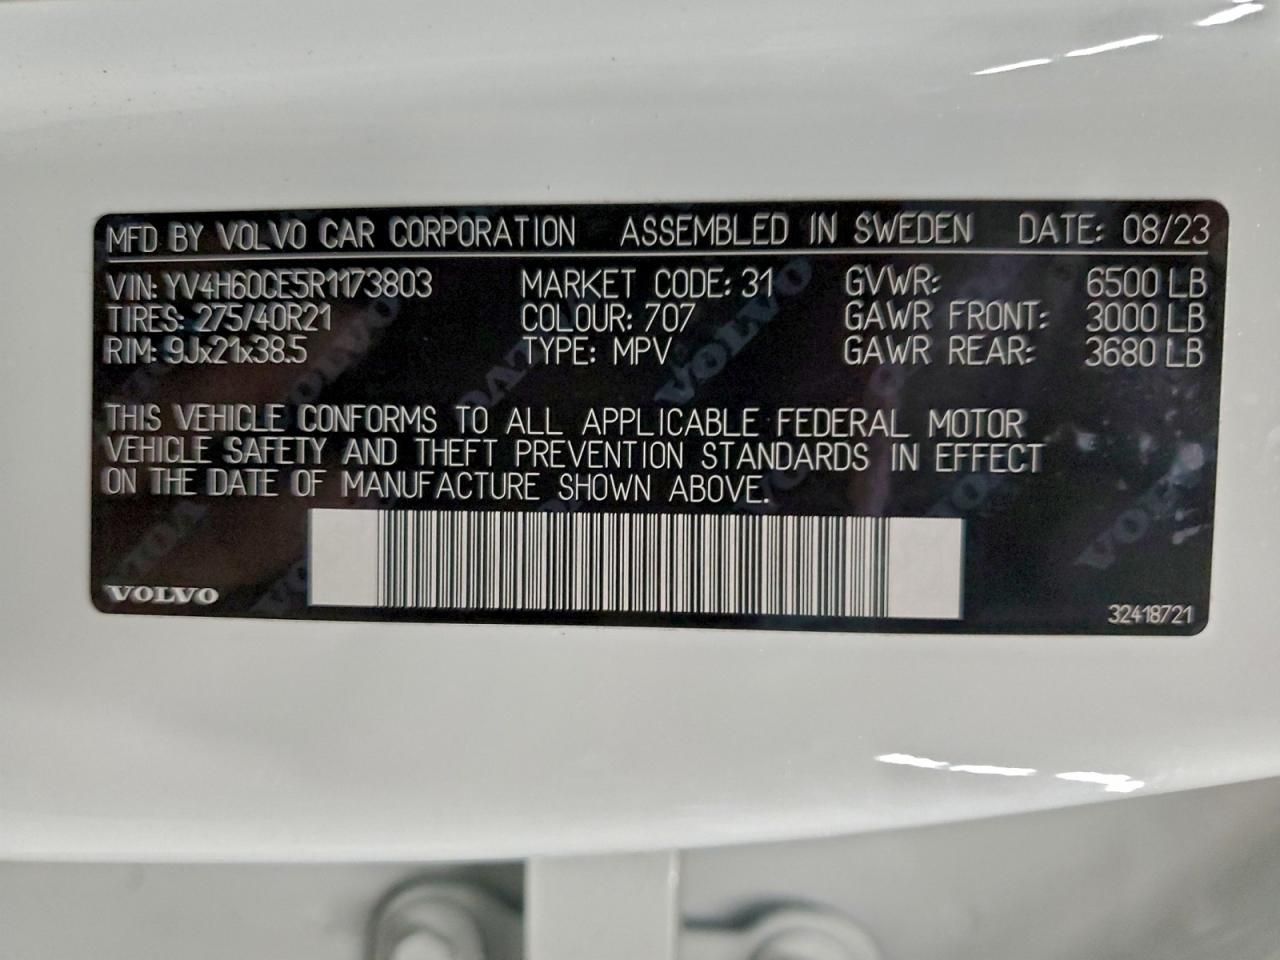 MFD BY VOLVO CAR CORPORATION ASSEMBLED IN SWEDEN DATE: 08/23
VIN: YV4H60CE5R1173803 MARKET CODE: 31 GVWR: 6500 LB
TIRES: 275/40R21 COLOUR: 707 GAWR FRONT: 3000 LB
RIM: 9Jx21x38.5 TYPE: MPV GAWR REAR: 3680 LB
THIS VEHICLE CONFORMS TO ALL APPLICABLE FEDERAL MOTOR
VEHICLE SAFETY AND THEFT PREVENTION STANDARDS IN EFFECT
ON THE DATE OF MANUFACTURE SHOWN ABOVE.
VOLVO
32418721